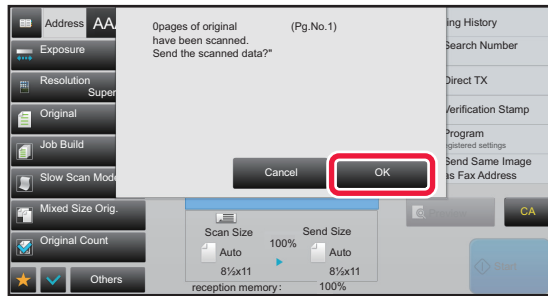 Address AA
Exposure
Resolution
Super
Original
Job Build
Slow Scan Mode
Mixed Size Orig.
Original Count
Others
0pages of original (Pg.No.1)
have been scanned.
Send the scanned data?"
Cancel OK
Scan Size
Auto
8½x11
100%
Send Size
Auto
8½x11
reception memory: 100%
ing History
Search Number
Direct TX
Verification Stamp
Program
gistered settings
Send Same Image
as Fax Address
CA
Start